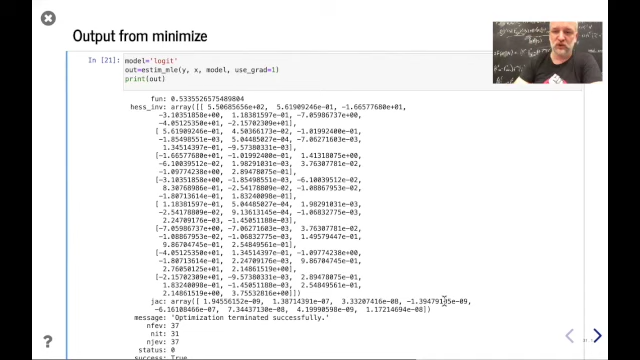 Output from minimize
In [21]: model='logit'
out=estim_mle(y, x, model, use_grad=1)
print(out)
fun: 0.53355265755489804
hess_inv: array([[ 5.50685656e+02, 5.61909246e-01, -1.66577680e+01,
-3.10351858e+00, 1.18381597e-01, -7.05986737e+00,
-4.05125350e+01, -2.15702309e+01],
[ 5.61909246e-01, 4.50366173e-02, -1.01992400e-01,
-1.85498551e-03, 5.04485027e-04, -7.06271603e-03,
1.34514397e-01, -9.57380331e-03],
[-1.66577680e+01, -1.01992400e-01, 1.41318075e+00,
-6.10039512e-02, 1.98291031e-03, 3.76307781e-02,
-1.09774238e+00, 2.89478075e-01],
[-3.10351858e+00, -1.85498551e-03, -6.10039512e-02,
8.30768986e-01, -2.54178809e-02, -1.08867953e-02,
-1.80713614e-01, 1.83240098e-01],
[ 1.18381597e-01, 5.04485027e-04, 1.98291031e-03,
-2.54178809e-02, 9.13613145e-04, -1.06832775e-03,
2.24709176e-03, -1.45051188e-03],
[-7.05986737e+00, -7.06271603e-03, 3.76307781e-02,
-1.08867953e-02, -1.06832775e-03, 1.49579447e-01,
9.86704745e-01, 2.54849561e-01],
[-4.05125350e+01, 1.34514397e-01, -1.09774238e+00,
-1.80713614e-01, 2.24709176e-03, 9.86704745e-01,
2.76050125e+01, 2.14861519e+00],
[-2.15702309e+01, -9.57380331e-03, 2.89478075e-01,
1.83240098e-01, -1.45051188e-03, 2.54849561e-01,
2.14861519e+00, 3.75532816e+00]])
jac: array([ 1.94556152e-09, 1.38714391e-07, 3.33207416e-08,
-6.16108466e-07, 7.34437130e-08, 4.19990598e-09, 1.17214694e-08])
message: 'Optimization terminated successfully.'
nfev: 37
nit: 31
njev: 37
status: 0
success: True